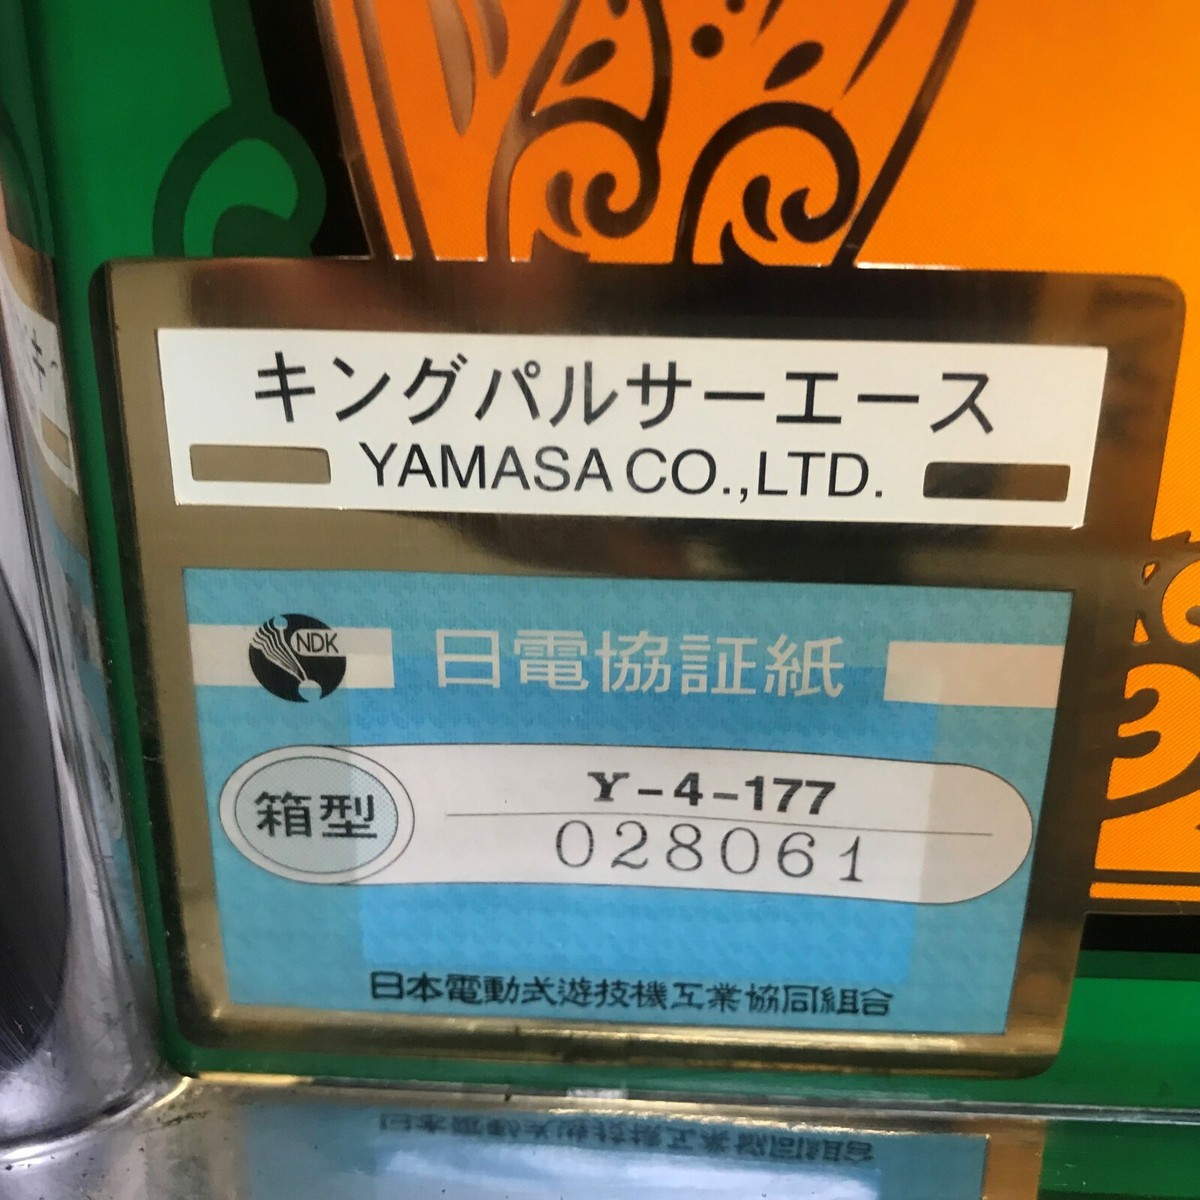 キングパルサーエース
YAMASA CO.,LTD.
NDK
日電協証紙
箱型
Y-4-177
028061
日本電動式遊技機工業協同組合